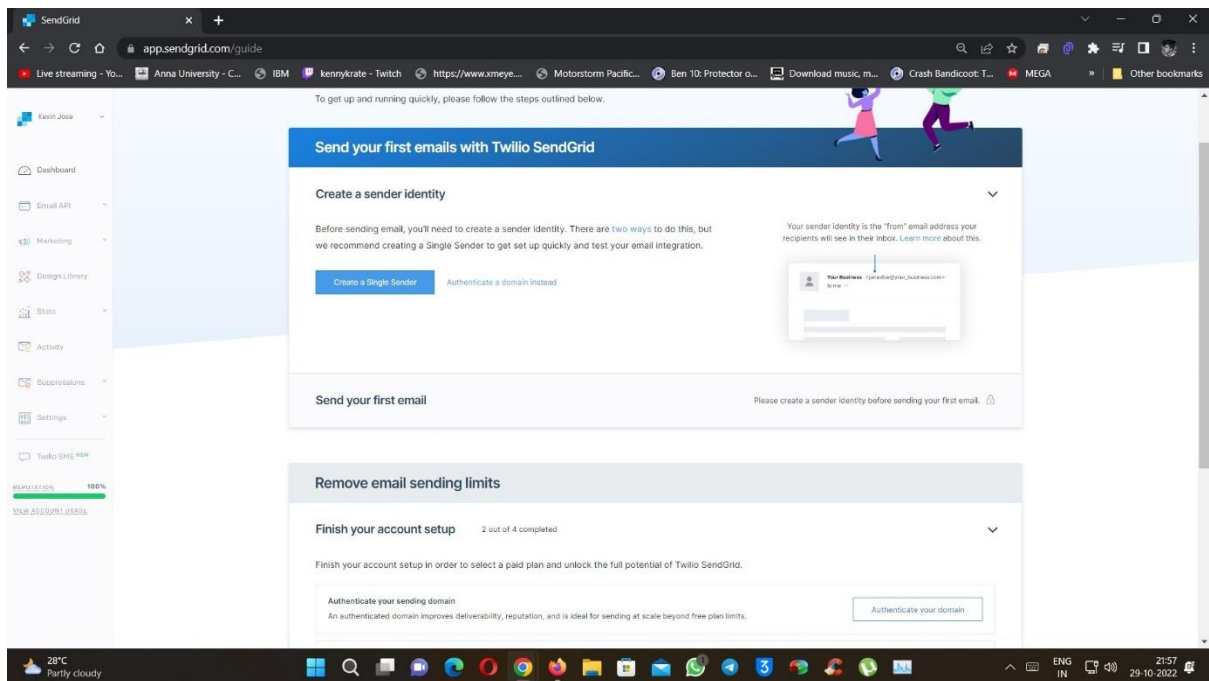 SendGrid
app.sendgrid.com/guide
Live streaming - Yo...
Anna University - C...
IBM
kennykrate - Twitch
https://www.xmeye....
Motorstorm Pacific...
Ben 10: Protector o...
Download music, m...
Crash Bandicoot: T...
MEGA
»
Other bookmarks
Kevin Jose
Dashboard
Email API
Marketing
Design Library
Stats
Activity
Suppressions
Settings
Twilio SMS NEW
REPUTATION 100%
VIEW ACCOUNT USAGE
To get up and running quickly, please follow the steps outlined below.
Send your first emails with Twilio SendGrid
Create a sender identity
Before sending email, you'll need to create a sender identity. There are two ways to do this, but
we recommend creating a Single Sender to get set up quickly and test your email integration.
Create a Single Sender
Authenticate a domain instead
Your sender identity is the "from" email address your
recipients will see in their inbox. Learn more about this.
Your Business <janedoe@your_business.com>
to me
Send your first email
Please create a sender identity before sending your first email.
Remove email sending limits
Finish your account setup 2 out of 4 completed
Finish your account setup in order to select a paid plan and unlock the full potential of Twilio SendGrid.
Authenticate your sending domain
An authenticated domain improves deliverability, reputation, and is ideal for sending at scale beyond free plan limits.
Authenticate your domain
28°C
Partly cloudy
ENG
IN
21:57
29-10-2022